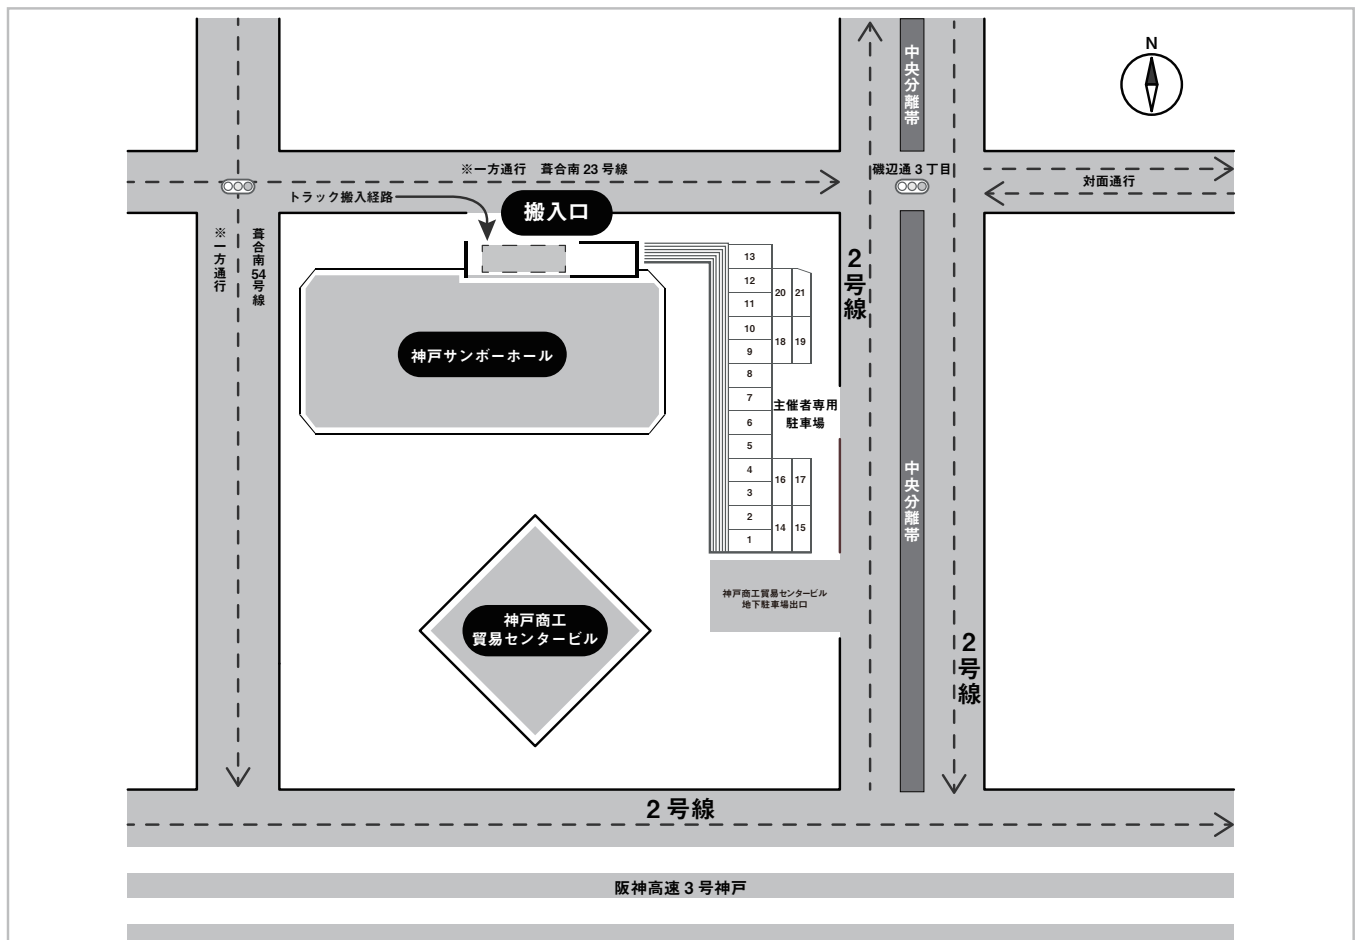 N
中央分離帯
※一方通行　葺合南 23 号線
磯辺通 3 丁目
対面通行
トラック搬入経路
搬入口
※一方通行
葺合南54号線
2号線
神戸サンボーホール
13
12
11
10
9
8
7
6
5
4
3
2
1
20
21
18
19
主催者専用
駐車場
16
17
14
15
中央分離帯
神戸商工貿易センタービル
地下駐車場出口
神戸商工
貿易センタービル
2号線
2 号線
阪神高速 3 号神戸